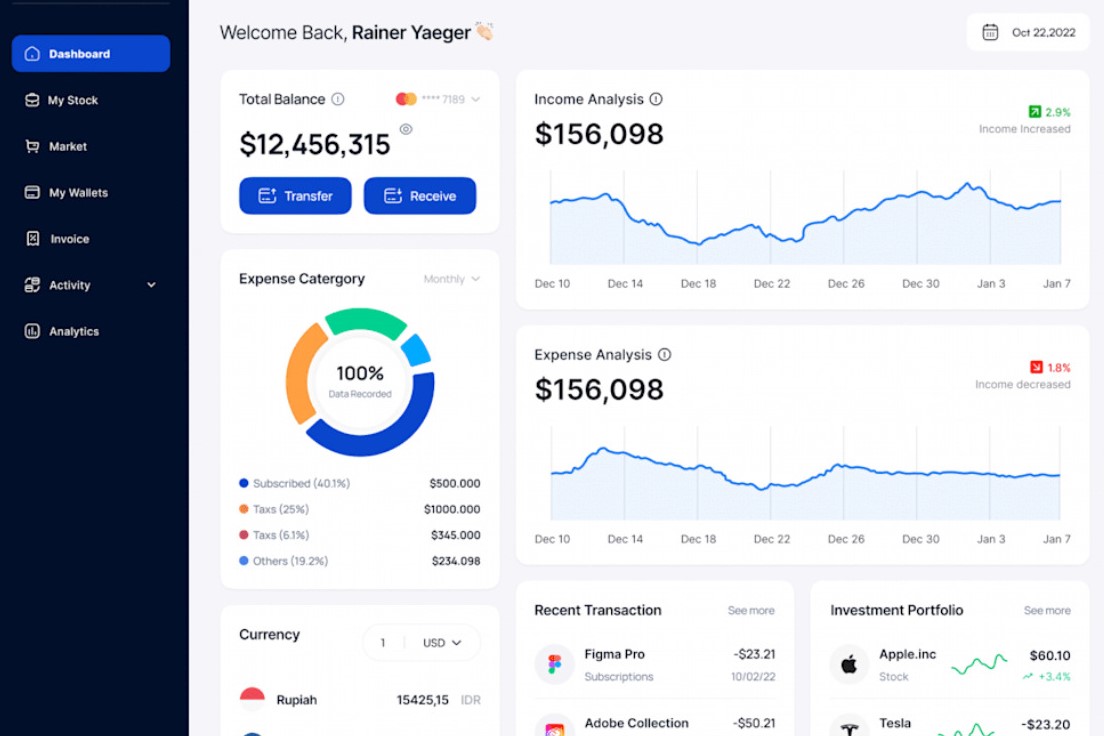 Dashboard
My Stock
Market
My Wallets
Invoice
Activity
Analytics
Welcome Back, Rainer Yaeger 👏🏻
Oct 22,2022
Total Balance
**** 7189
$12,456,315
Transfer
Receive
Expense Catergory
Monthly
100%
Data Recorded
Subscribed (40.1%) $500.000
Taxs (25%) $1000.000
Taxs (6.1%) $345.000
Others (19.2%) $234.098
Currency
1 USD
Rupiah 15425,15 IDR
Income Analysis
$156,098
2.9%
Income Increased
Dec 10 Dec 14 Dec 18 Dec 22 Dec 26 Dec 30 Jan 3 Jan 7
Expense Analysis
$156,098
1.8%
Income decreased
Dec 10 Dec 14 Dec 18 Dec 22 Dec 26 Dec 30 Jan 3 Jan 7
Recent Transaction See more
Figma Pro -$23.21
Subscriptions 10/02/22
Adobe Collection -$50.21
Investment Portfolio See more
Apple.inc $60.10
Stock +3.4%
Tesla -$23.20